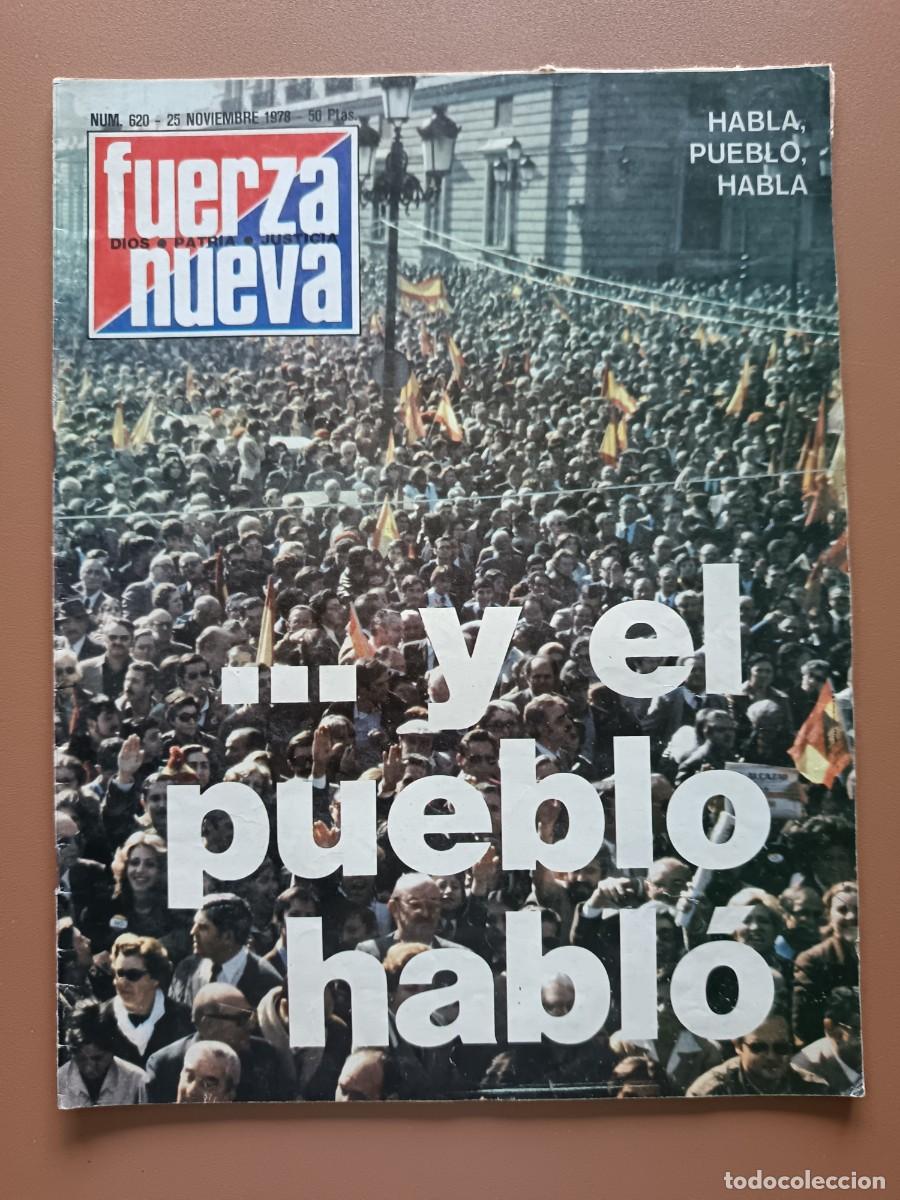 NUM. 620 - 25 NOVIEMBRE 1978 - 50 Ptas.
fuerza
DIOS • PATRIA • JUSTICIA
nueva
HABLA,
PUEBLO,
HABLA
... y el
pueblo
habló
ALCAZAR
todocoleccion